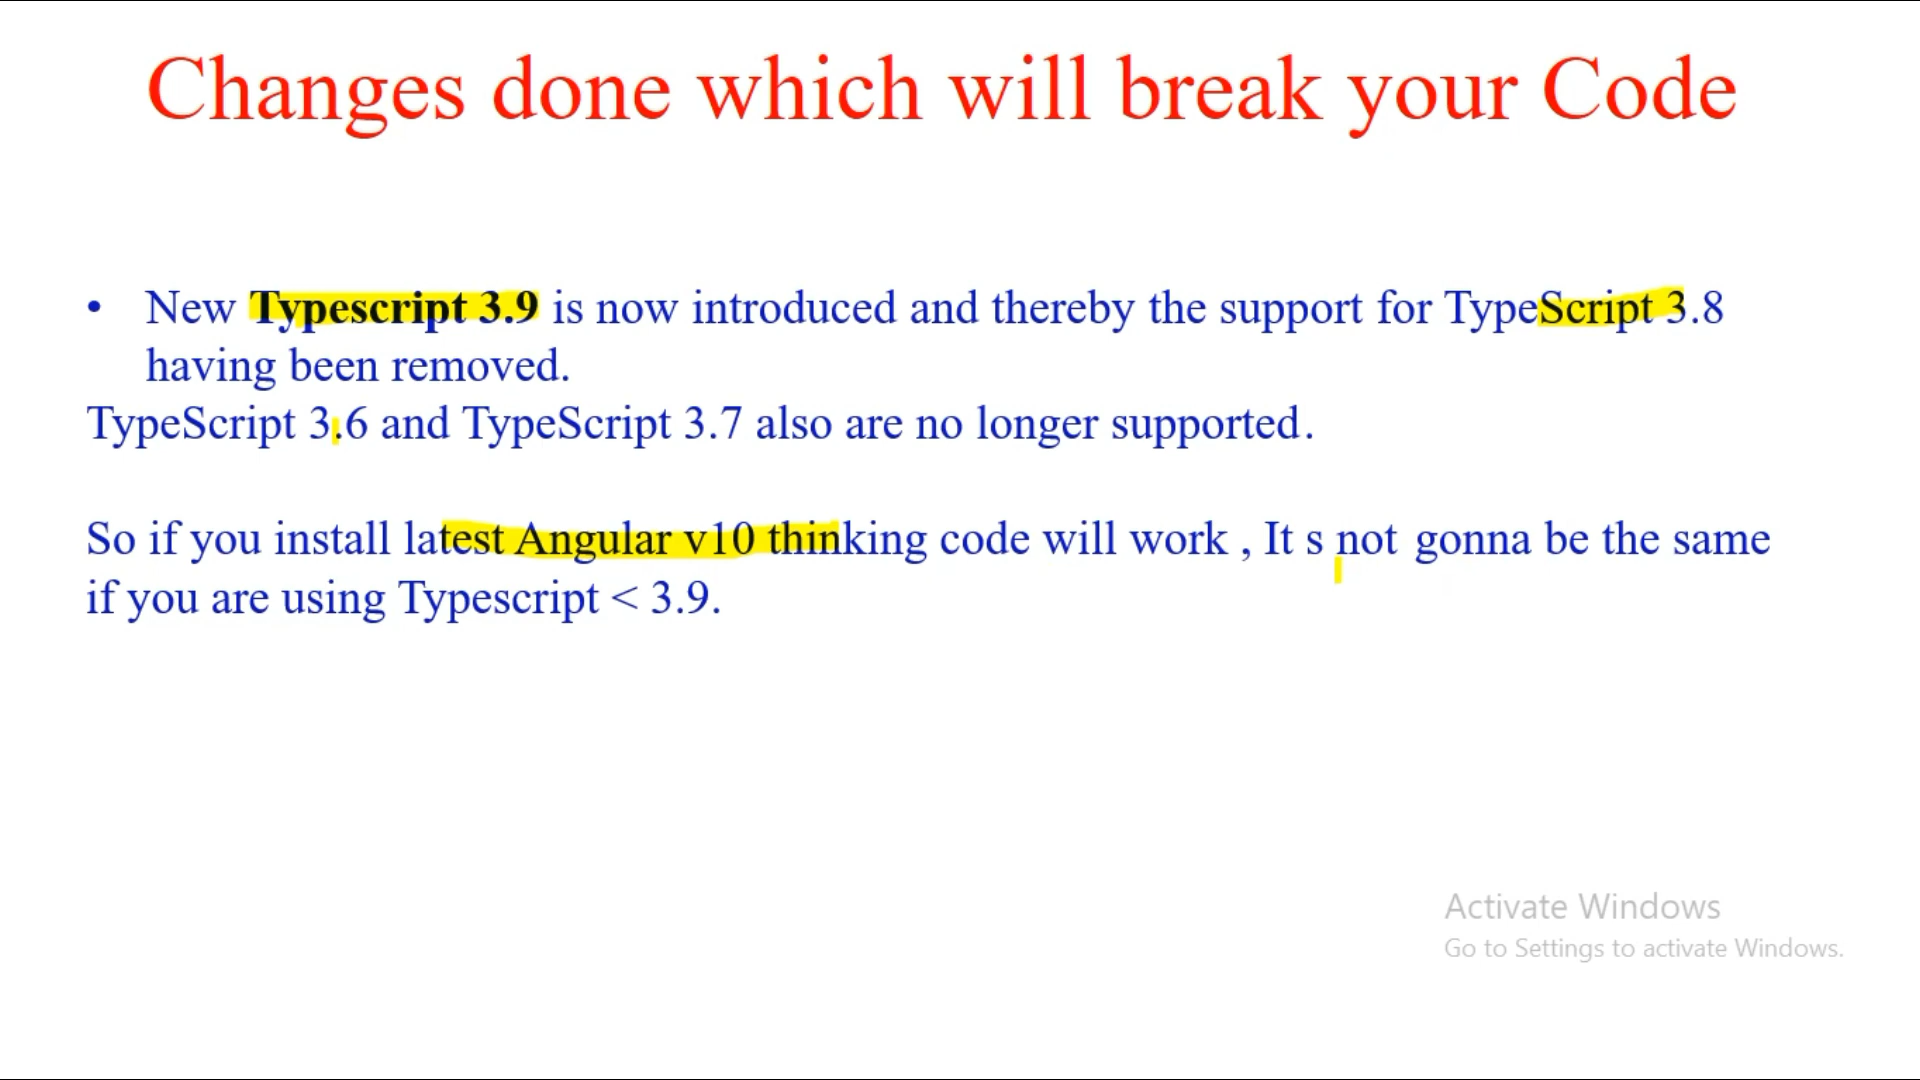 Changes done which will break your Code
• New Typescript 3.9 is now introduced and thereby the support for TypeScript 3.8
having been removed.
TypeScript 3.6 and TypeScript 3.7 also are no longer supported.
So if you install latest Angular v10 thinking code will work , It s not gonna be the same
if you are using Typescript < 3.9.
Activate Windows
Go to Settings to activate Windows.